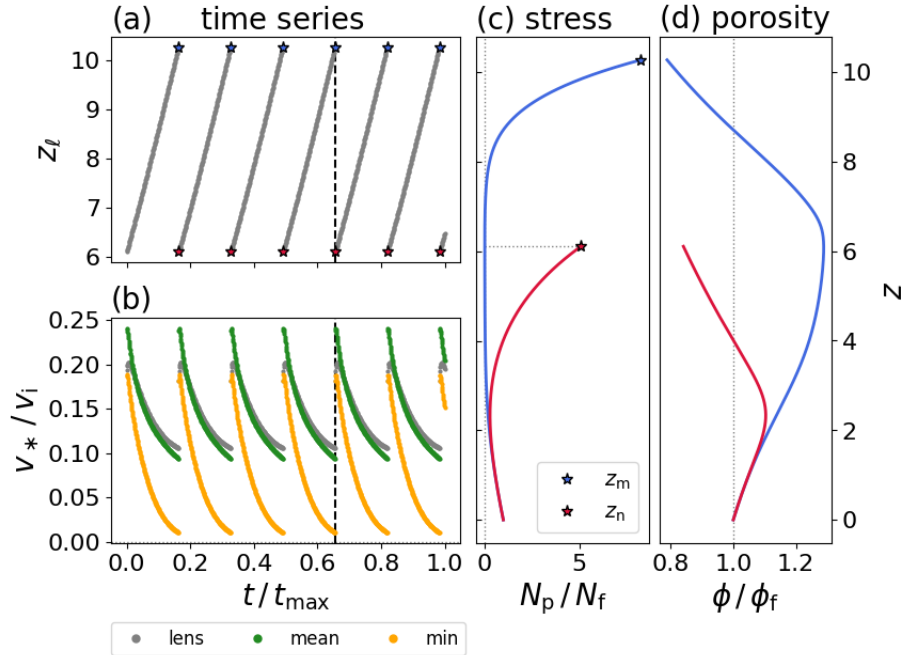 (a) time series
(c) stress
(d) porosity
10
9
8
7
6
z_ℓ
(b)
0.25
0.20
0.15
0.10
0.05
0.00
v_* / v_i
0.0 0.2 0.4 0.6 0.8 1.0
t / t_max
lens mean min
z_m
z_n
0 5
N_p / N_f
0.8 1.0 1.2
ϕ / ϕ_f
10
8
6
4
2
0
z